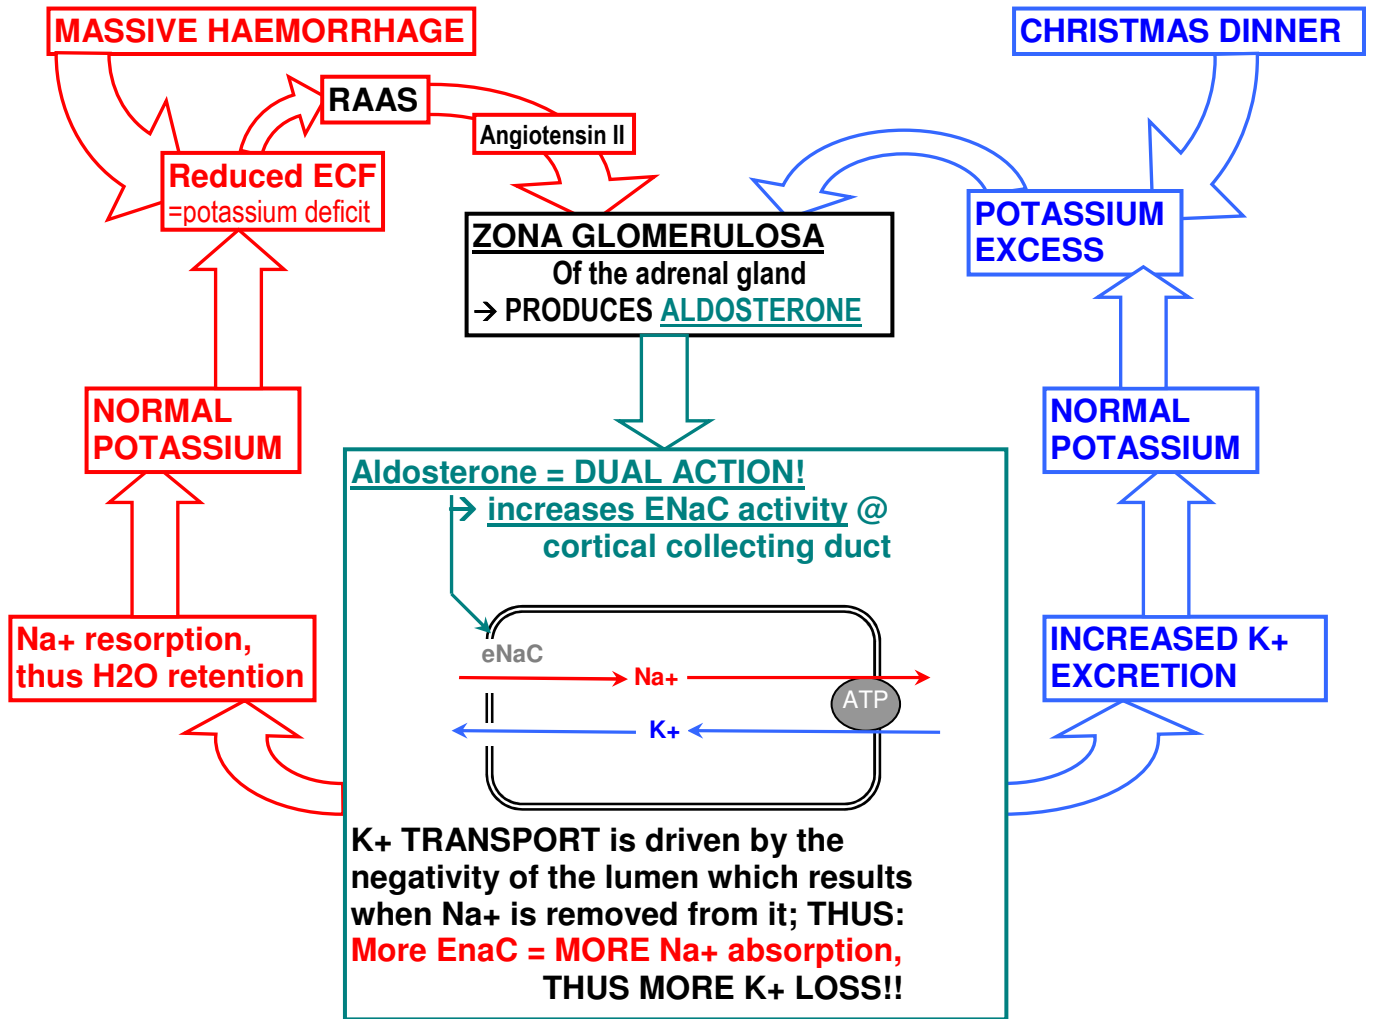 MASSIVE HAEMORRHAGE
CHRISTMAS DINNER
RAAS
Angiotensin II
Reduced ECF
=potassium deficit
POTASSIUM
EXCESS
ZONA GLOMERULOSA
Of the adrenal gland
→ PRODUCES ALDOSTERONE
NORMAL
POTASSIUM
NORMAL
POTASSIUM
Aldosterone = DUAL ACTION!
→ increases ENaC activity @
cortical collecting duct
Na+ resorption,
thus H2O retention
INCREASED K+
EXCRETION
eNaC
Na+
ATP
K+
K+ TRANSPORT is driven by the
negativity of the lumen which results
when Na+ is removed from it; THUS:
More EnaC = MORE Na+ absorption,
THUS MORE K+ LOSS!!